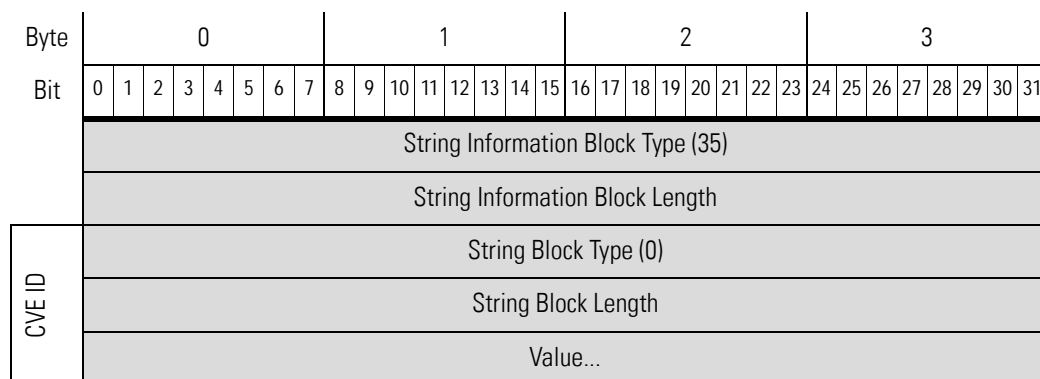 Byte 0 1 2 3
Bit 0 1 2 3 4 5 6 7 8 9 10 11 12 13 14 15 16 17 18 19 20 21 22 23 24 25 26 27 28 29 30 31
String Information Block Type (35)
String Information Block Length
CVE ID
String Block Type (0)
String Block Length
Value...